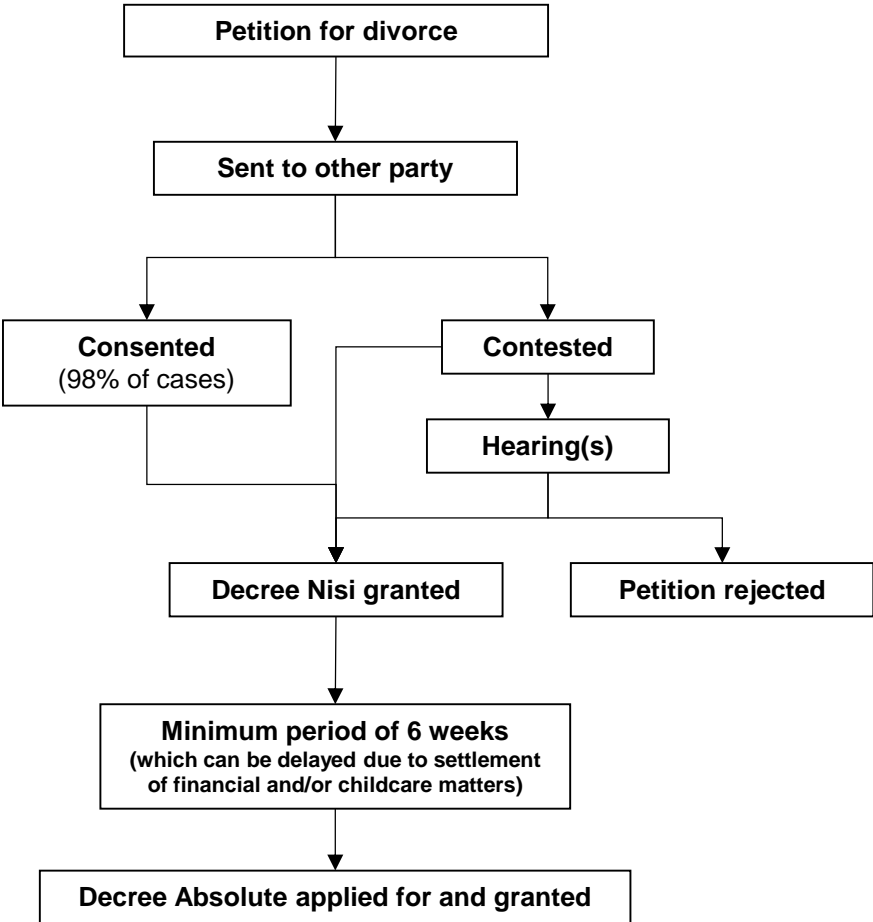 Petition for divorce
Sent to other party
Consented
(98% of cases)
Contested
Hearing(s)
Decree Nisi granted
Petition rejected
Minimum period of 6 weeks
(which can be delayed due to settlement
of financial and/or childcare matters)
Decree Absolute applied for and granted